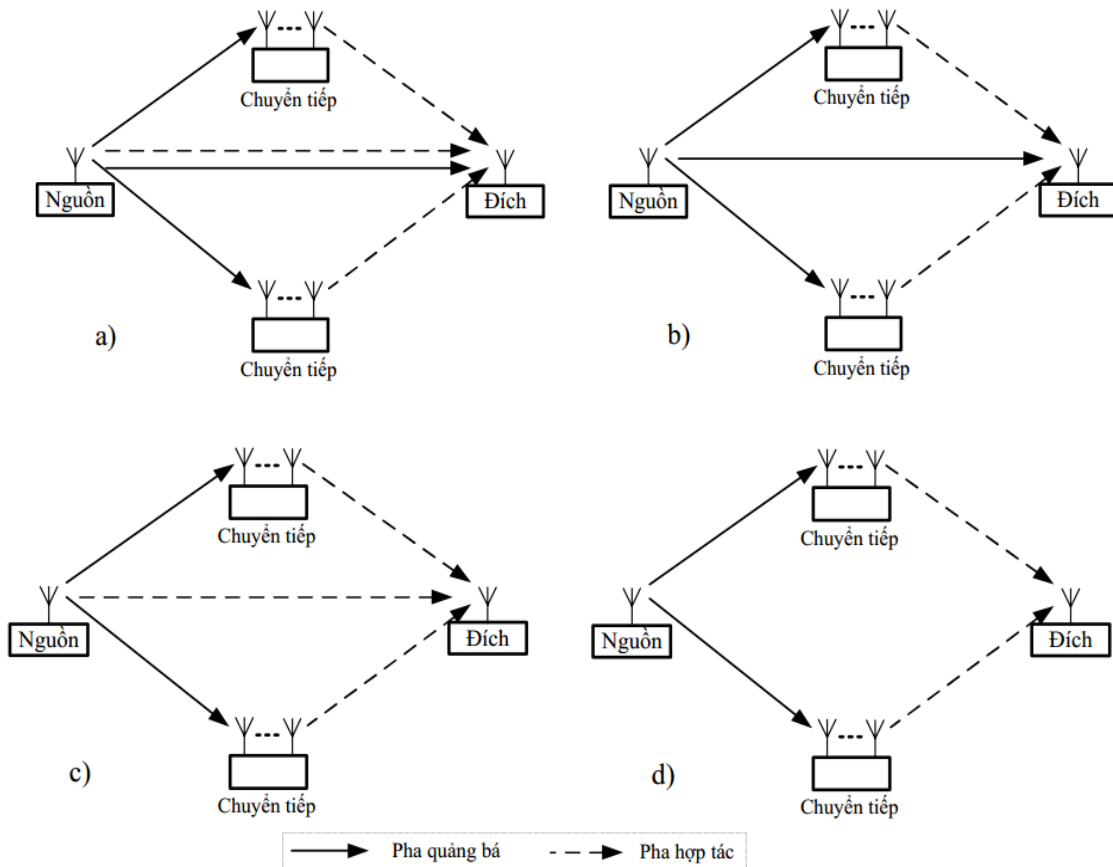 Chuyển tiếp
Nguồn
Đích
Chuyển tiếp
a)
Chuyển tiếp
Nguồn
Đích
Chuyển tiếp
b)
Chuyển tiếp
Nguồn
Đích
Chuyển tiếp
c)
Chuyển tiếp
Nguồn
Đích
Chuyển tiếp
d)
Pha quảng bá
Pha hợp tác